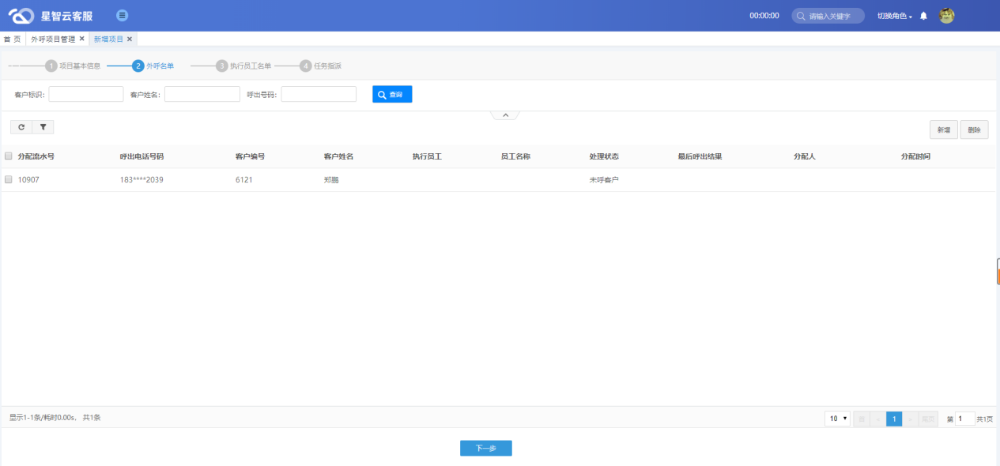 星智云客服 00:00:00 请输入关键字 切换角色
首 页 外呼项目管理 × 新增项目 ×
1 项目基本信息 2 外呼名单 3 执行员工名单 4 任务指派
客户标识: 客户姓名: 呼出号码: 查询
新增 删除
分配流水号 呼出电话号码 客户编号 客户姓名 执行员工 员工名称 处理状态 最后呼出结果 分配人 分配时间
10907 183****2039 6121 郑鹏 未呼客户
显示1-1条/耗时0.00s， 共1条 10 1 第 1 共1页
下一步